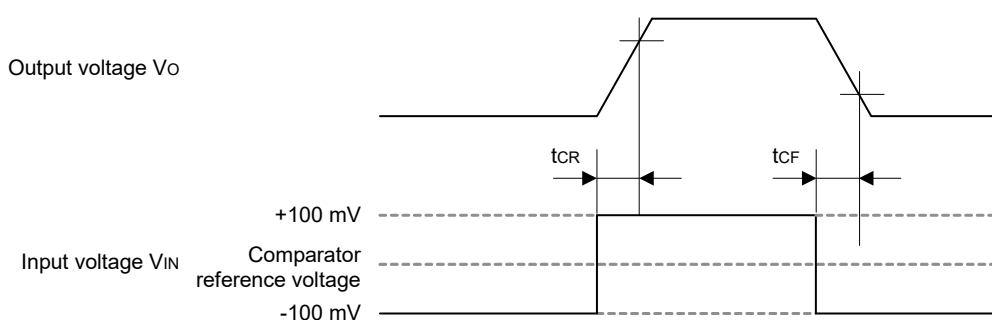 Output voltage VO
tCR
tCF
+100 mV
Input voltage VIN
Comparator
reference voltage
-100 mV